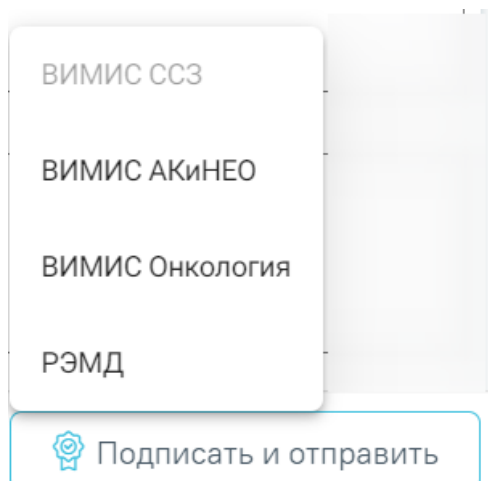 ВИМИС ССЗ
ВИМИС АКиНЕО
ВИМИС Онкология
РЭМД
Подписать и отправить